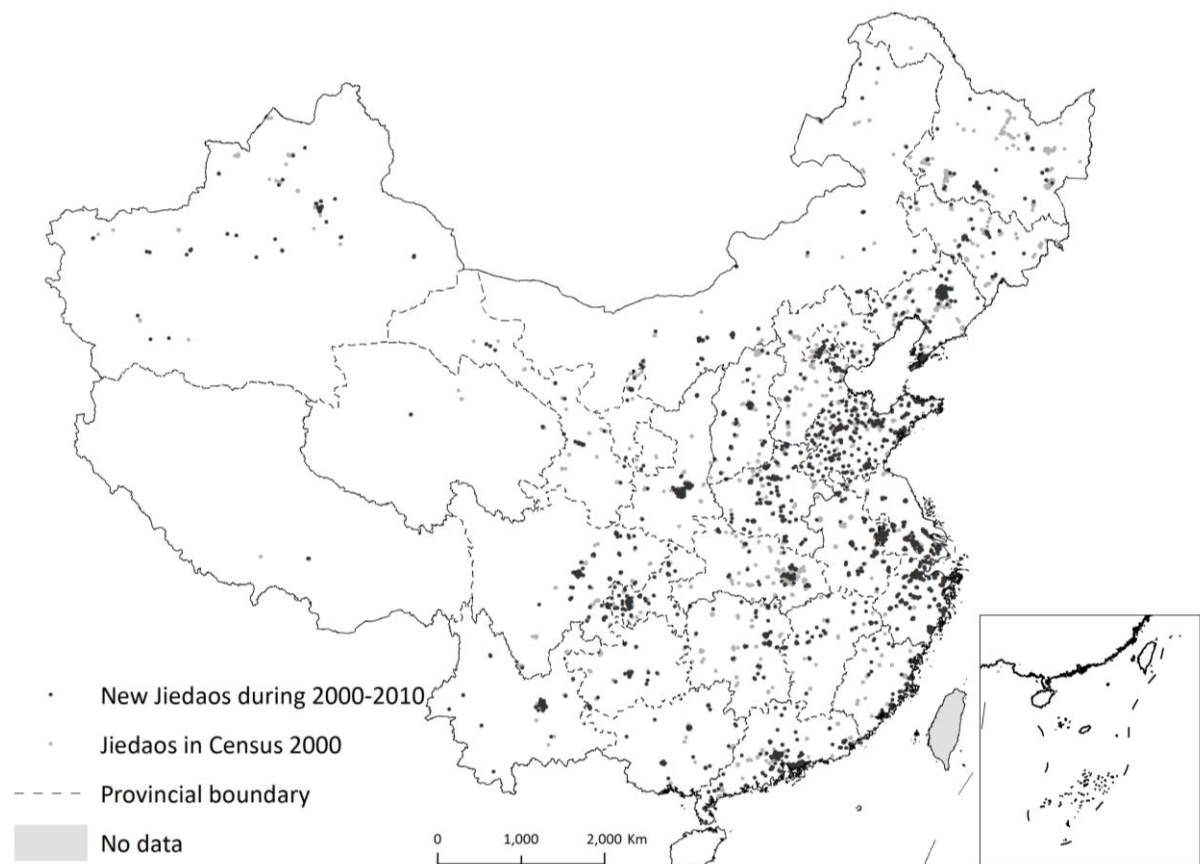 New Jiedaos during 2000-2010
Jiedaos in Census 2000
Provincial boundary
No data
0 1,000 2,000 Km